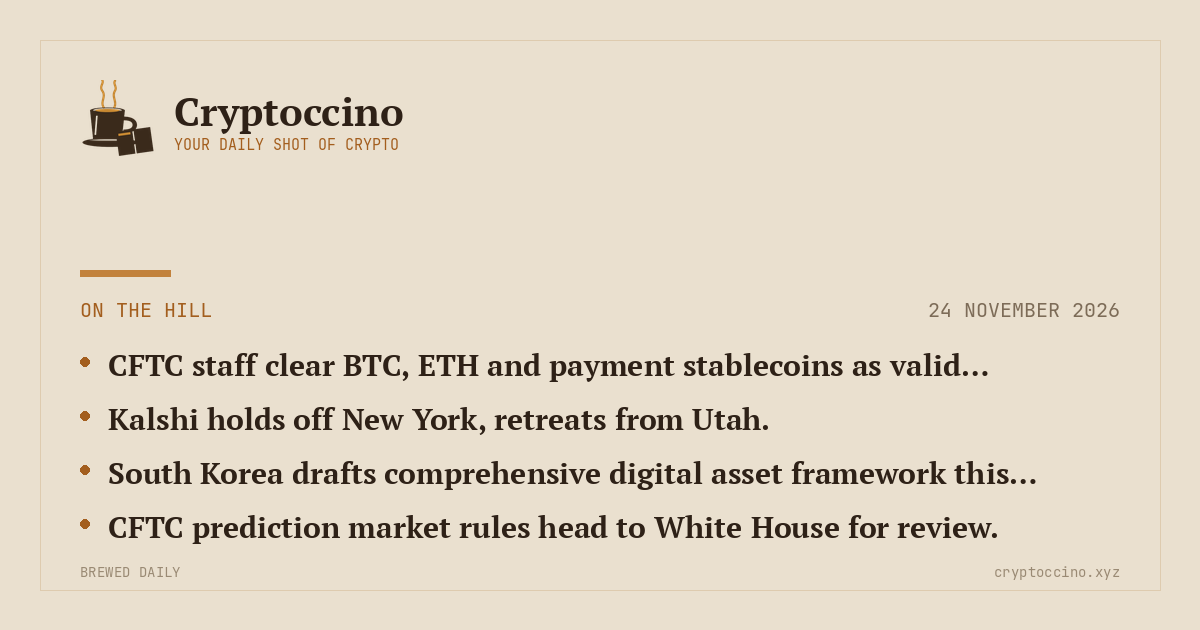 Cryptoccino
YOUR DAILY SHOT OF CRYPTO
ON THE HILL
24 NOVEMBER 2026
• CFTC staff clear BTC, ETH and payment stablecoins as valid...
• Kalshi holds off New York, retreats from Utah.
• South Korea drafts comprehensive digital asset framework this...
• CFTC prediction market rules head to White House for review.
BREWED DAILY
cryptoccino.xyz